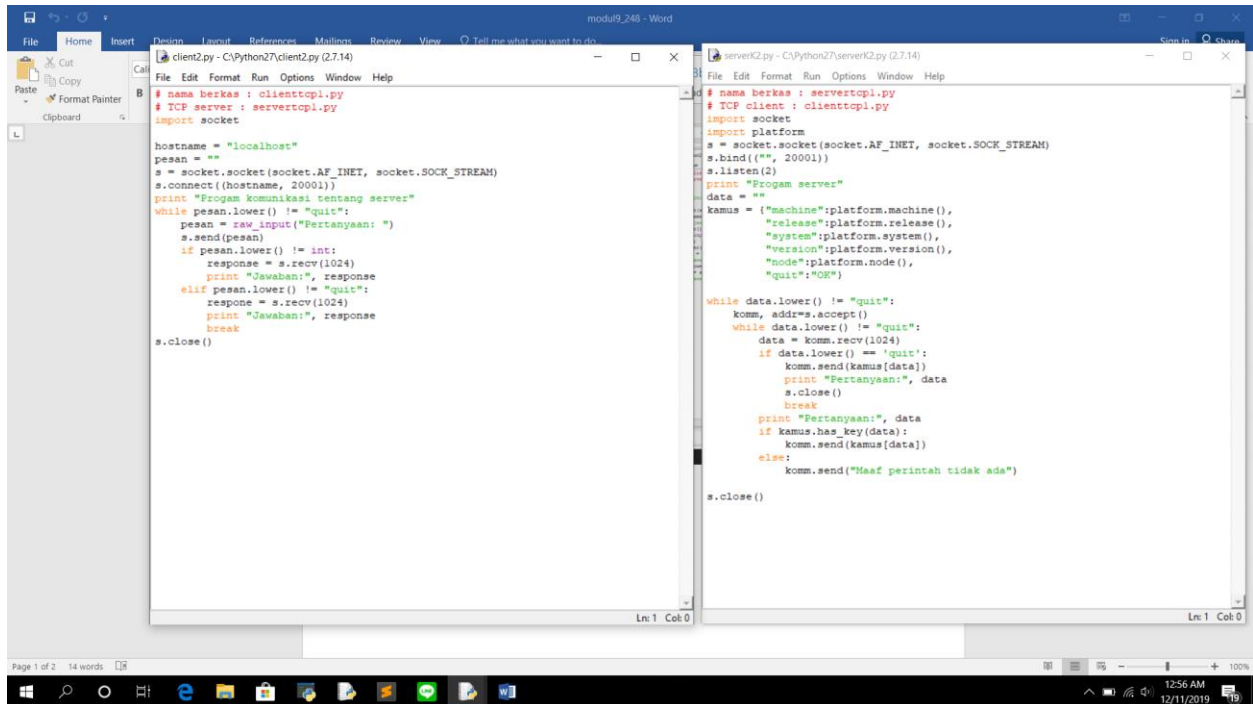 modul9_248 - Word
File Home Insert Design Layout References Mailings Review View Tell me what you want to do...
Sign in Share
Paste
Cut
Copy
Format Painter
Clipboard
B
client2.py - C:\Python27\client2.py (2.7.14)
File Edit Format Run Options Window Help
# nama berkas : clienttcp1.py
# TCP server : servertcp1.py
import socket
hostname = "localhost"
pesan = ""
s = socket.socket(socket.AF_INET, socket.SOCK_STREAM)
s.connect((hostname, 20001))
print "Progam komunikasi tentang server"
while pesan.lower() != "quit":
    pesan = raw_input("Pertanyaan: ")
    s.send(pesan)
    if pesan.lower() != int:
        response = s.recv(1024)
        print "Jawaban:", response
    elif pesan.lower() != "quit":
        respone = s.recv(1024)
        print "Jawaban:", response
        break
s.close()
Ln: 1 Col: 0
serverK2.py - C:\Python27\serverK2.py (2.7.14)
File Edit Format Run Options Window Help
# nama berkas : servertcp1.py
# TCP client : clienttcp1.py
import socket
import platform
s = socket.socket(socket.AF_INET, socket.SOCK_STREAM)
s.bind(("", 20001))
s.listen(2)
print "Progam server"
data = ""
kamus = {"machine":platform.machine(),
         "release":platform.release(),
         "system":platform.system(),
         "version":platform.version(),
         "node":platform.node(),
         "quit":"OK"}
while data.lower() != "quit":
    komm, addr=s.accept()
    while data.lower() != "quit":
        data = komm.recv(1024)
        if data.lower() == 'quit':
            komm.send(kamus[data])
            print "Pertanyaan:", data
            s.close()
            break
        print "Pertanyaan:", data
        if kamus.has_key(data):
            komm.send(kamus[data])
        else:
            komm.send("Maaf perintah tidak ada")
s.close()
Ln: 1 Col: 0
Page 1 of 2 14 words
100%
12:56 AM
12/11/2019
19